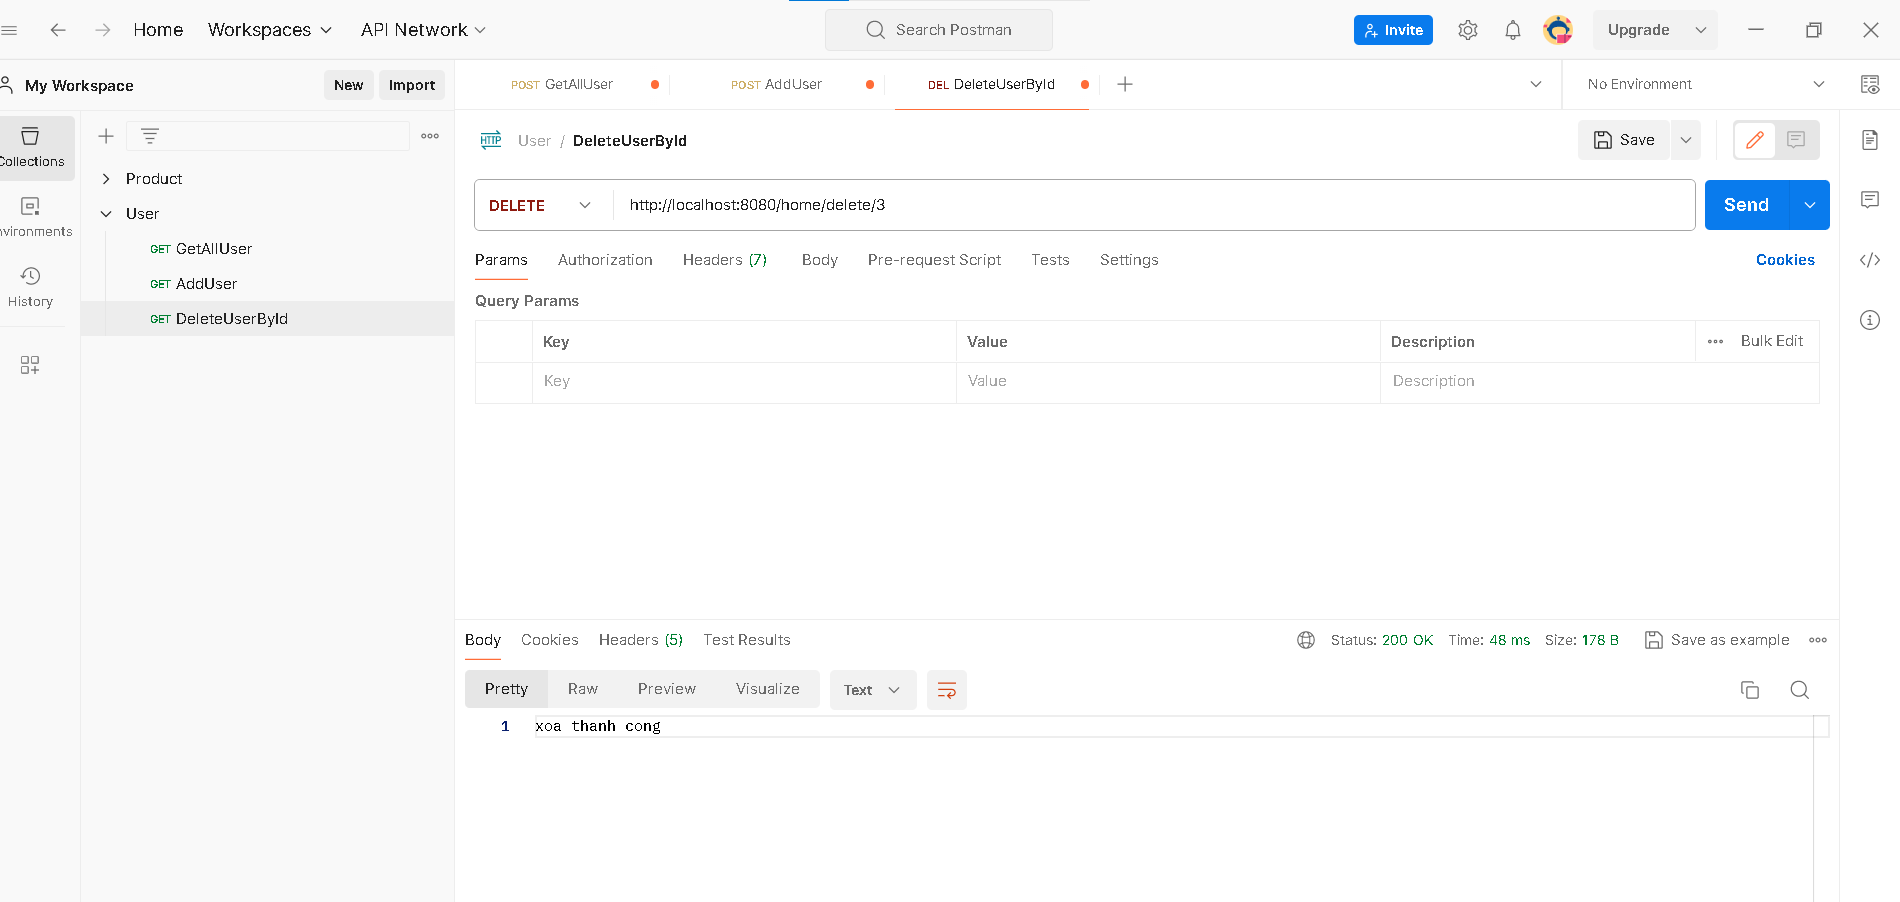 Home Workspaces API Network Search Postman Invite Upgrade
My Workspace New Import POST GetAllUser POST AddUser DEL DeleteUserById No Environment
Collections
Product
User
GET GetAllUser
GET AddUser
GET DeleteUserById
nvironments
History
User / DeleteUserById Save
DELETE http://localhost:8080/home/delete/3 Send
Params Authorization Headers (7) Body Pre-request Script Tests Settings Cookies
Query Params
Key Value Description Bulk Edit
Key Value Description
Body Cookies Headers (5) Test Results Status: 200 OK Time: 48 ms Size: 178 B Save as example
Pretty Raw Preview Visualize Text
1 xoa thanh cong